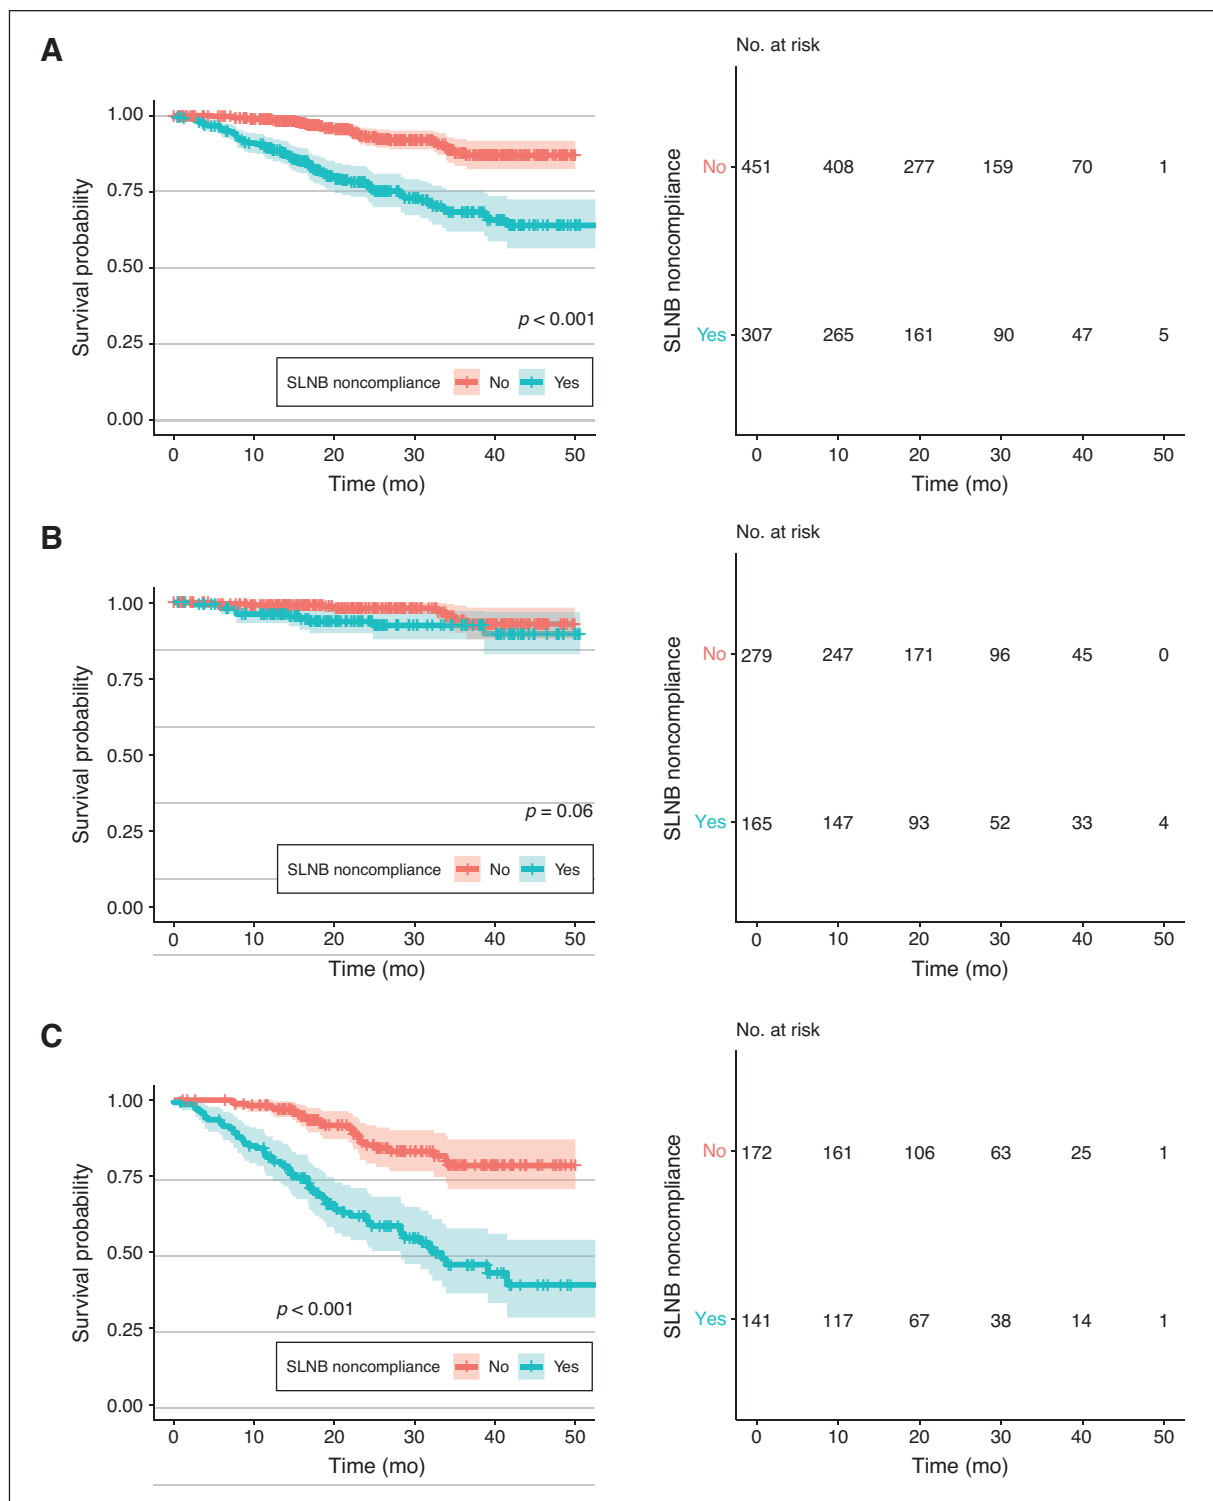 A
No. at risk
1.00
0.75
0.50
0.25
0.00
Survival probability
p < 0.001
SLNB noncompliance No Yes
0 10 20 30 40 50
Time (mo)
SLNB noncompliance
No 451 408 277 159 70 1
Yes 307 265 161 90 47 5
0 10 20 30 40 50
Time (mo)
B
No. at risk
1.00
0.75
0.50
0.25
0.00
Survival probability
p = 0.06
SLNB noncompliance No Yes
0 10 20 30 40 50
Time (mo)
SLNB noncompliance
No 279 247 171 96 45 0
Yes 165 147 93 52 33 4
0 10 20 30 40 50
Time (mo)
C
No. at risk
1.00
0.75
0.50
0.25
0.00
Survival probability
p < 0.001
SLNB noncompliance No Yes
0 10 20 30 40 50
Time (mo)
SLNB noncompliance
No 172 161 106 63 25 1
Yes 141 117 67 38 14 1
0 10 20 30 40 50
Time (mo)